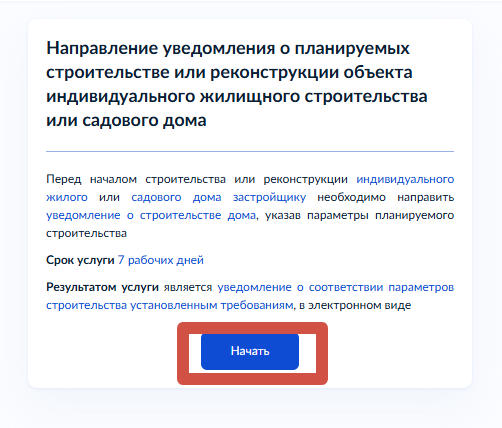 Направление уведомления о планируемых
строительстве или реконструкции объекта
индивидуального жилищного строительства
или садового дома
Перед началом строительства или реконструкции индивидуального
жилого или садового дома застройщику необходимо направить
уведомление о строительстве дома, указав параметры планируемого
строительства
Срок услуги 7 рабочих дней
Результатом услуги является уведомление о соответствии параметров
строительства установленным требованиям, в электронном виде
Начать